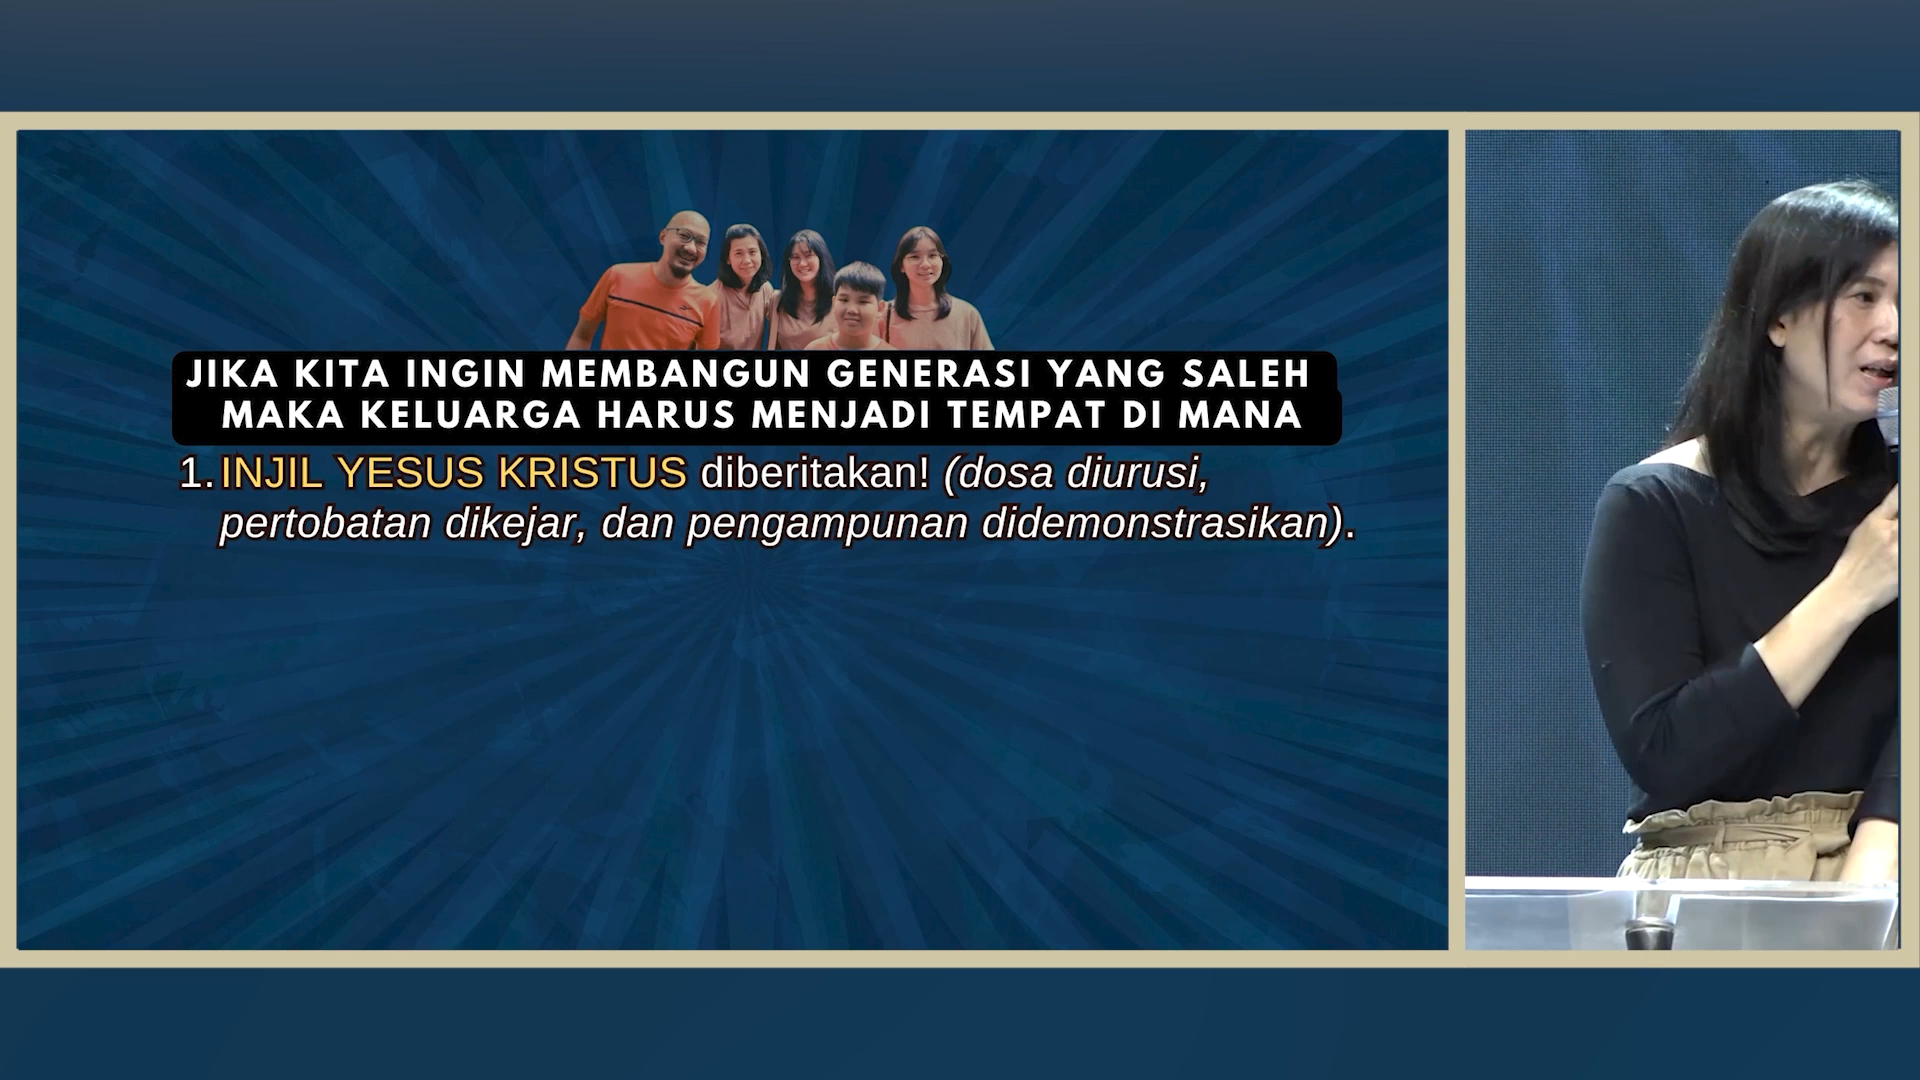 JIKA KITA INGIN MEMBANGUN GENERASI YANG SALEH
MAKA KELUARGA HARUS MENJADI TEMPAT DI MANA
1. INJIL YESUS KRISTUS diberitakan! (dosa diurusi,
pertobatan dikejar, dan pengampunan didemonstrasikan).